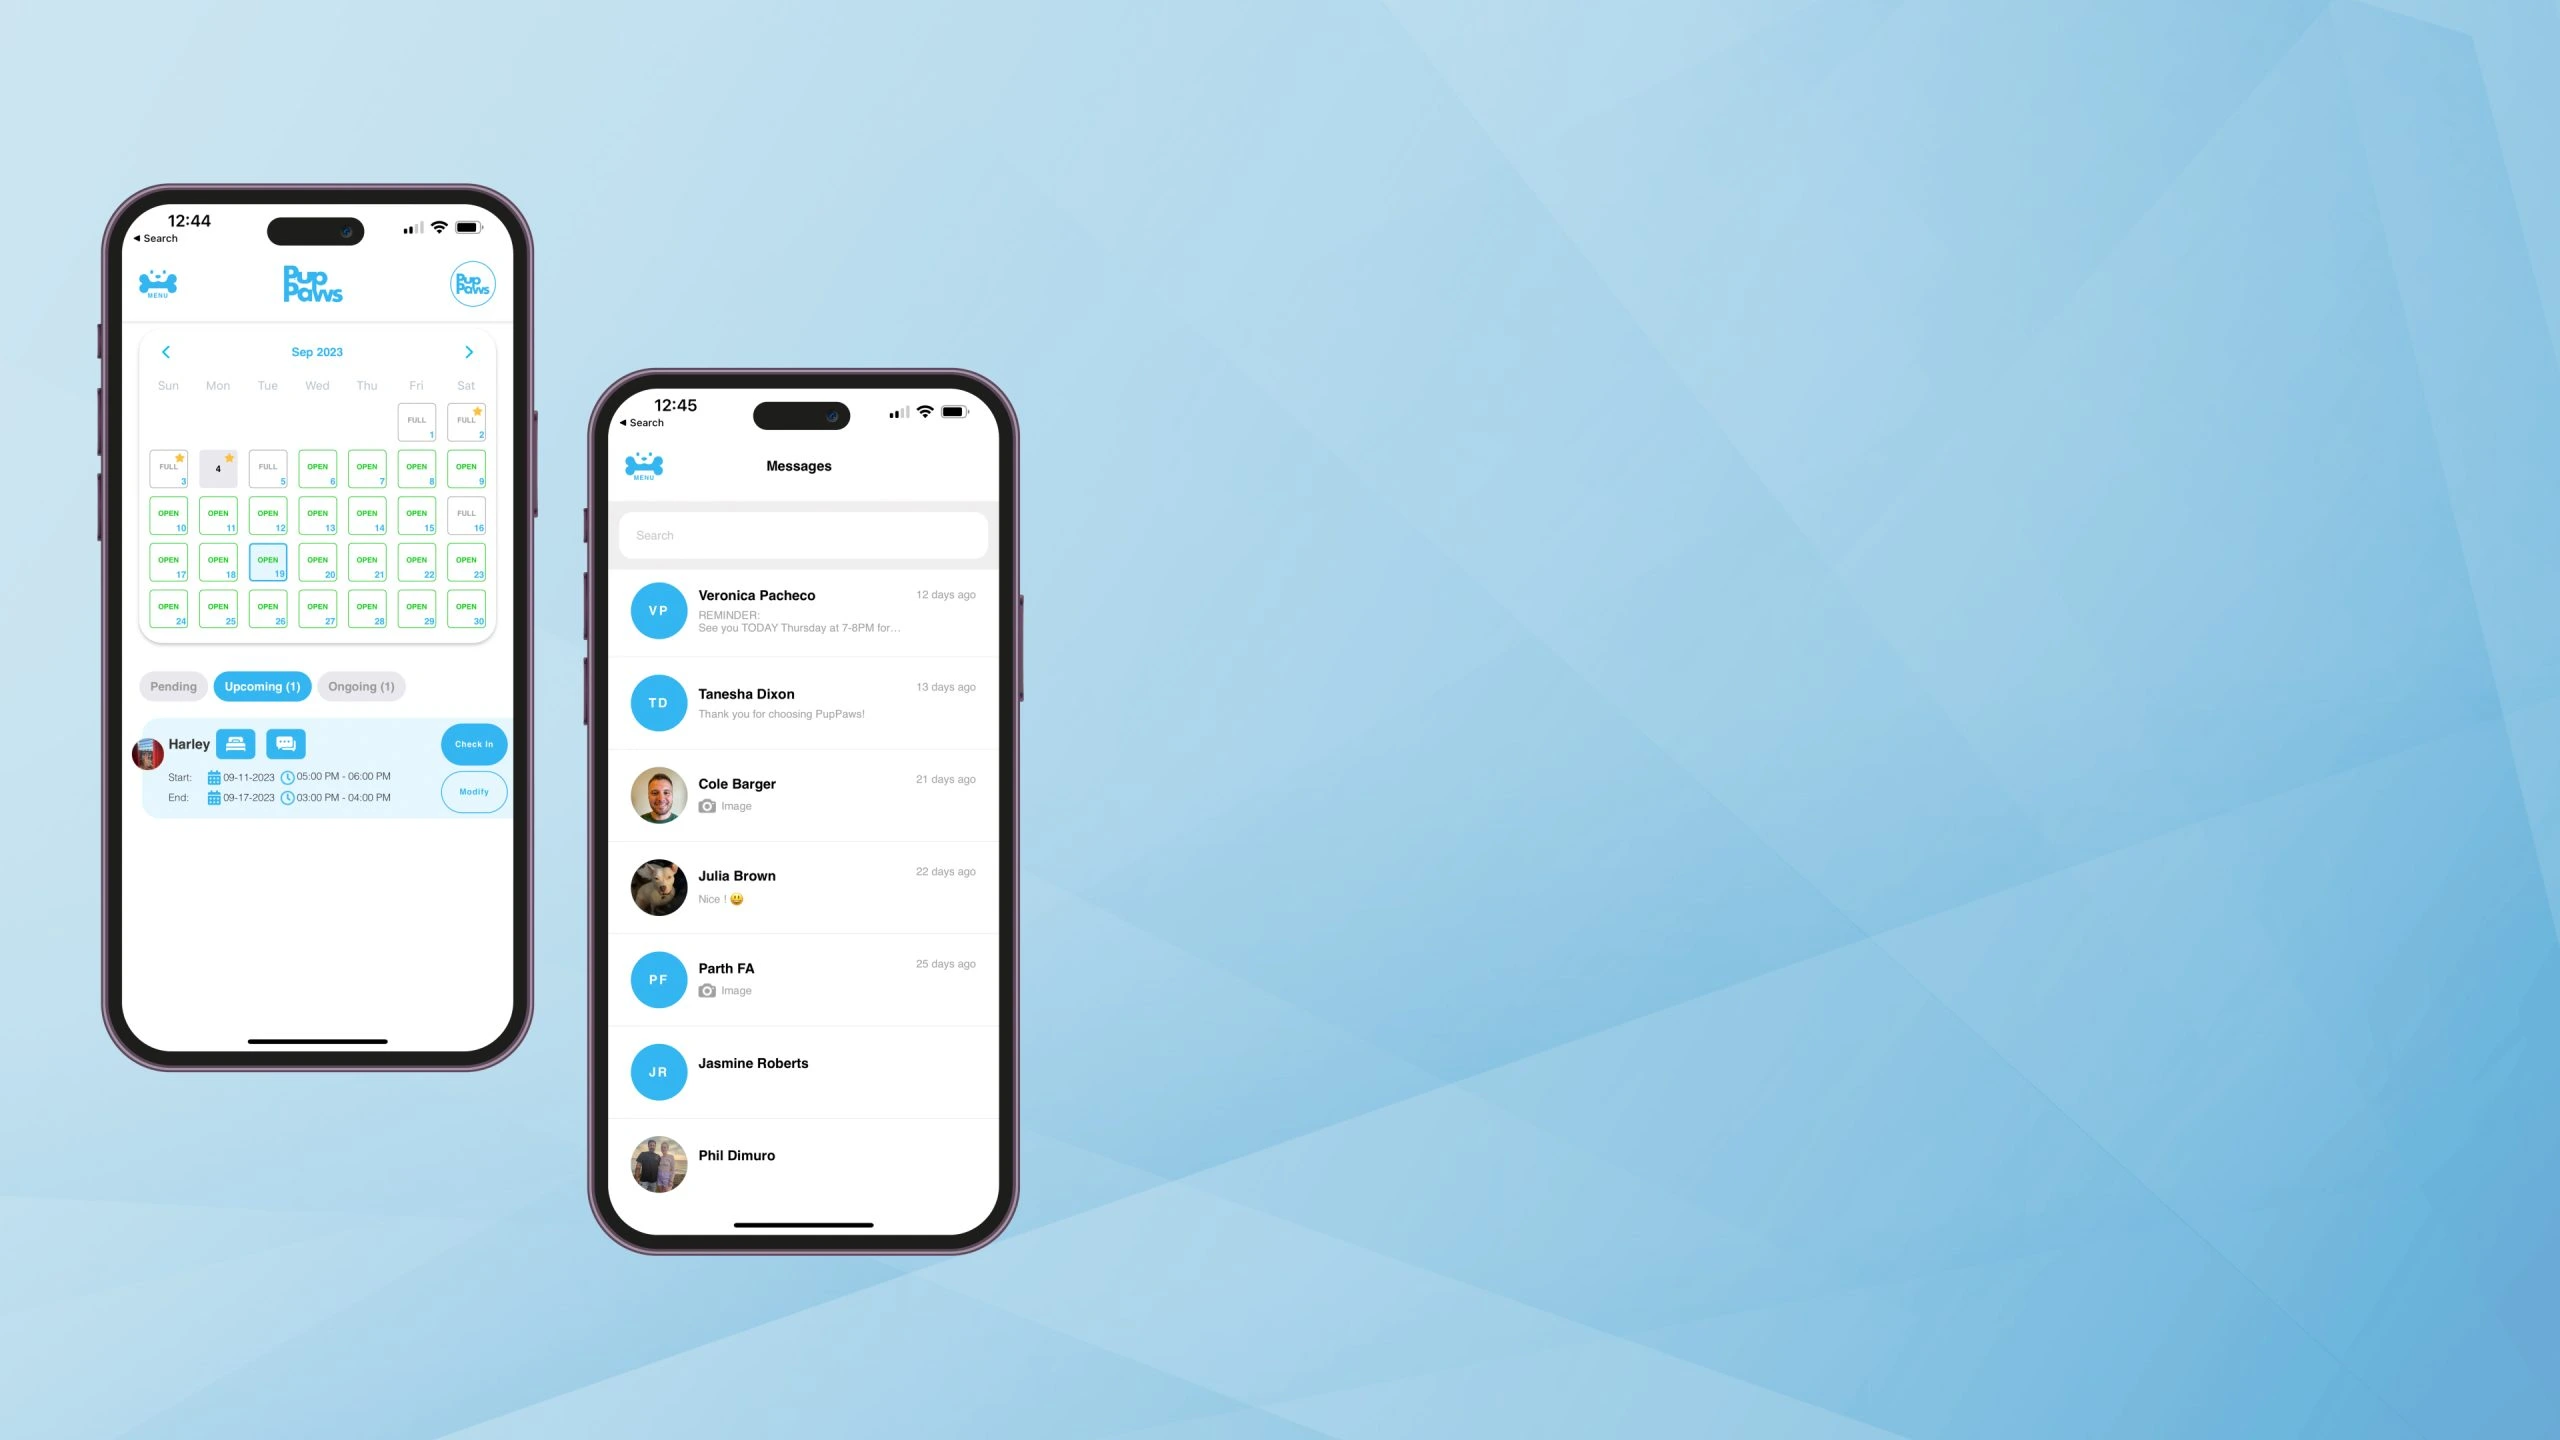 12:44
Search
MENU
Pup
Paws
Pup
Paws
Sep 2023
Sun Mon Tue Wed Thu Fri Sat
FULL 1 FULL 2
FULL 3 4 FULL 5 OPEN 6 OPEN 7 OPEN 8 OPEN 9
OPEN 10 OPEN 11 OPEN 12 OPEN 13 OPEN 14 OPEN 15 FULL 16
OPEN 17 OPEN 18 OPEN 19 OPEN 20 OPEN 21 OPEN 22 OPEN 23
OPEN 24 OPEN 25 OPEN 26 OPEN 27 OPEN 28 OPEN 29 OPEN 30
Pending Upcoming (1) Ongoing (1)
Harley Check In
Start: 09-11-2023 05:00 PM - 06:00 PM
End: 09-17-2023 03:00 PM - 04:00 PM
Modify
12:45
Search
MENU
Messages
Search
VP Veronica Pacheco 12 days ago
REMINDER:
See you TODAY Thursday at 7-8PM for...
TD Tanesha Dixon 13 days ago
Thank you for choosing PupPaws!
Cole Barger 21 days ago
Image
Julia Brown 22 days ago
Nice ! 😃
PF Parth FA 25 days ago
Image
JR Jasmine Roberts
Phil Dimuro